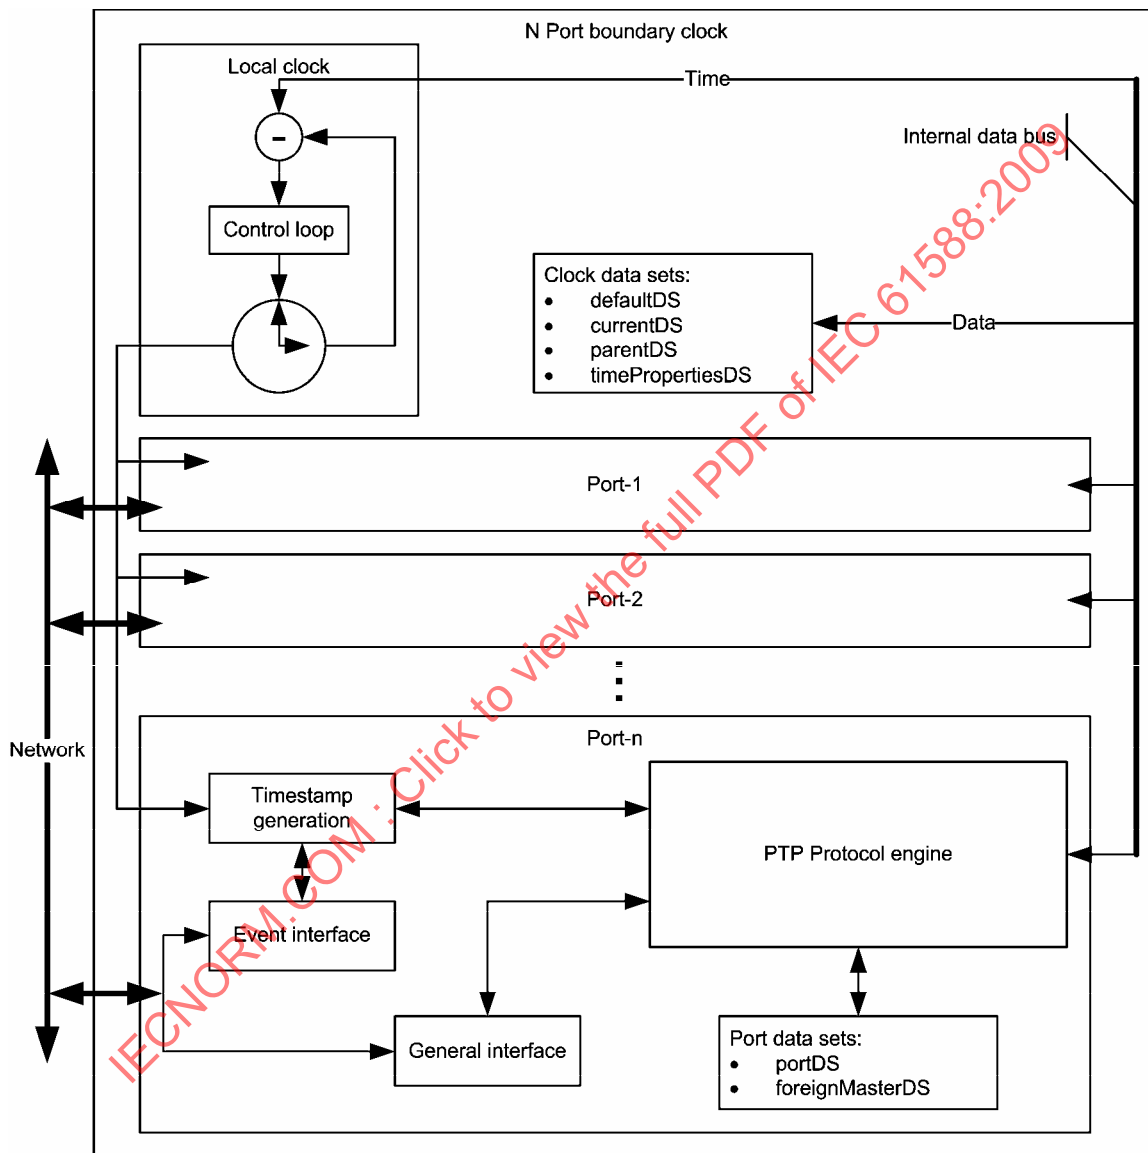 N Port boundary clock
Local clock
Time
–
Internal data bus
Control loop
Clock data sets:
• defaultDS
• currentDS
• parentDS
• timePropertiesDS
Data
Port-1
Port-2
Port-n
Network
Timestamp
generation
PTP Protocol engine
Event interface
General interface
Port data sets:
• portDS
• foreignMasterDS
IECNORM.COM : Click to view the full PDF of IEC 61588:2009